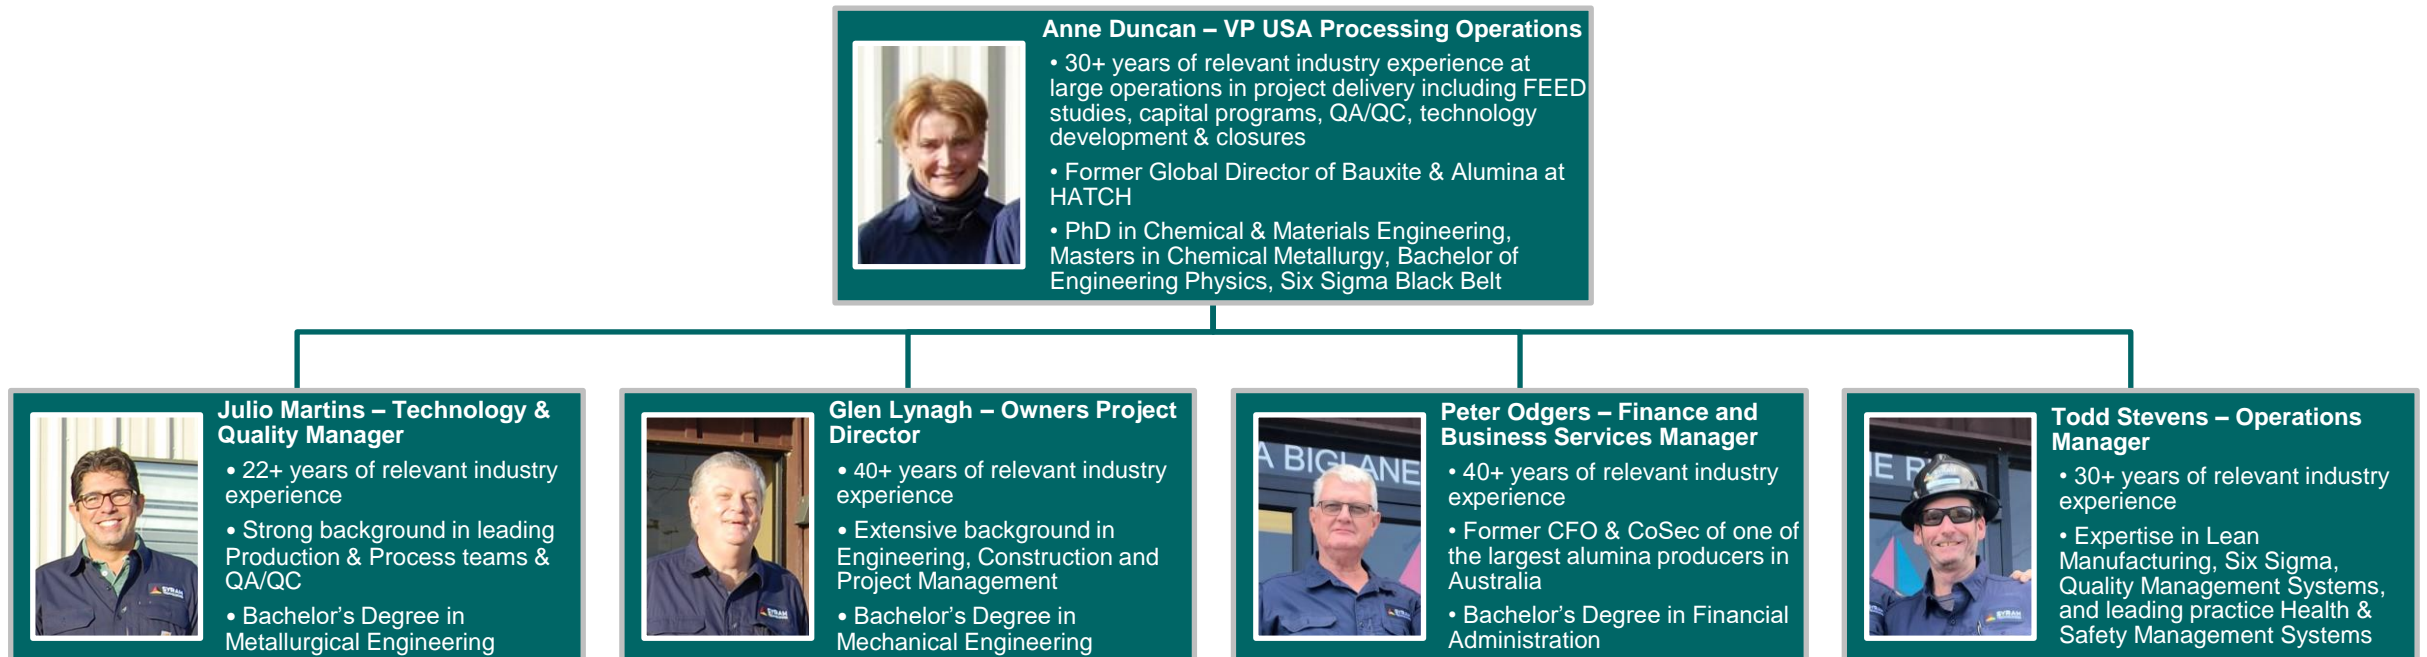 Anne Duncan – VP USA Processing Operations
• 30+ years of relevant industry experience at
large operations in project delivery including FEED
studies, capital programs, QA/QC, technology
development & closures
• Former Global Director of Bauxite & Alumina at
HATCH
• PhD in Chemical & Materials Engineering,
Masters in Chemical Metallurgy, Bachelor of
Engineering Physics, Six Sigma Black Belt
Julio Martins – Technology &
Quality Manager
• 22+ years of relevant industry
experience
• Strong background in leading
Production & Process teams &
QA/QC
• Bachelor’s Degree in
Metallurgical Engineering
SYRAH
Glen Lynagh – Owners Project
Director
• 40+ years of relevant industry
experience
• Extensive background in
Engineering, Construction and
Project Management
• Bachelor’s Degree in
Mechanical Engineering
SYRAH
Peter Odgers – Finance and
Business Services Manager
• 40+ years of relevant industry
experience
• Former CFO & CoSec of one of
the largest alumina producers in
Australia
• Bachelor’s Degree in Financial
Administration
A BIGLANE
SYRAH
Todd Stevens – Operations
Manager
• 30+ years of relevant industry
experience
• Expertise in Lean
Manufacturing, Six Sigma,
Quality Management Systems,
and leading practice Health &
Safety Management Systems
SYRAH